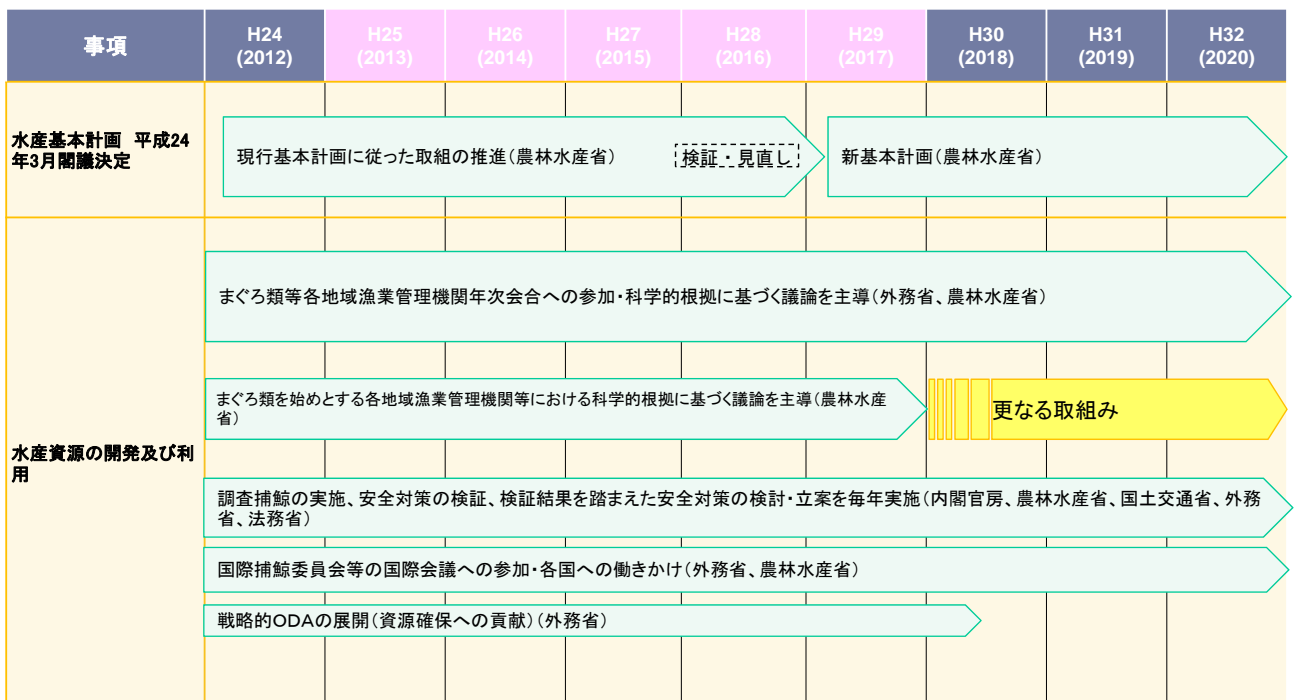 事項
H24
(2012)
H25
(2013)
H26
(2014)
H27
(2015)
H28
(2016)
H29
(2017)
H30
(2018)
H31
(2019)
H32
(2020)
水産基本計画　平成24
年3月閣議決定
現行基本計画に従った取組の推進(農林水産省)
検証・見直し
新基本計画(農林水産省)
水産資源の開発及び利
用
まぐろ類等各地域漁業管理機関年次会合への参加・科学的根拠に基づく議論を主導(外務省、農林水産省)
まぐろ類を始めとする各地域漁業管理機関等における科学的根拠に基づく議論を主導(農林水産
省)
更なる取組み
調査捕鯨の実施、安全対策の検証、検証結果を踏まえた安全対策の検討・立案を毎年実施(内閣官房、農林水産省、国土交通省、外務
省、法務省)
国際捕鯨委員会等の国際会議への参加・各国への働きかけ(外務省、農林水産省)
戦略的ODAの展開(資源確保への貢献)(外務省)